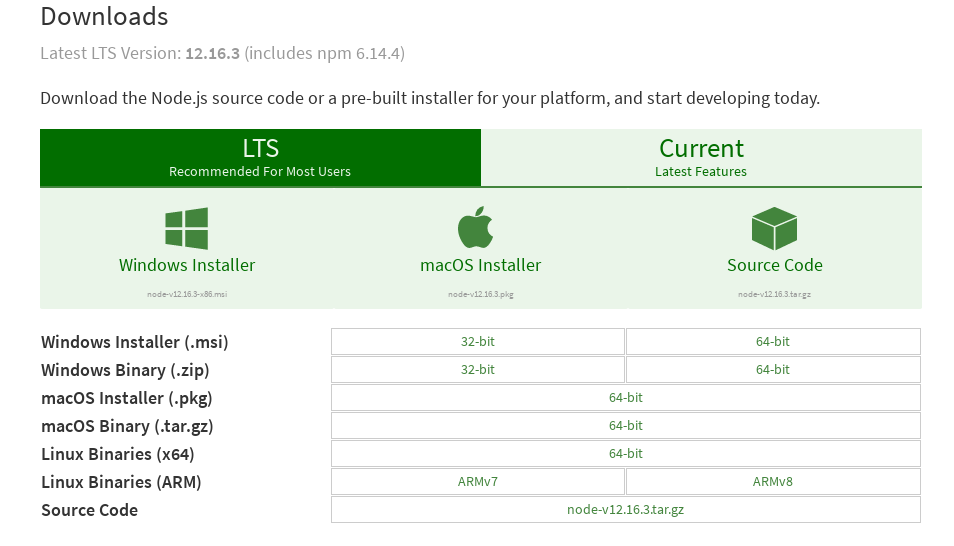 Downloads
Latest LTS Version: 12.16.3 (includes npm 6.14.4)
Download the Node.js source code or a pre-built installer for your platform, and start developing today.
LTS
Recommended For Most Users
Current
Latest Features
Windows Installer
node-v12.16.3-x86.msi
macOS Installer
node-v12.16.3.pkg
Source Code
node-v12.16.3.tar.gz
Windows Installer (.msi) 32-bit 64-bit
Windows Binary (.zip) 32-bit 64-bit
macOS Installer (.pkg) 64-bit
macOS Binary (.tar.gz) 64-bit
Linux Binaries (x64) 64-bit
Linux Binaries (ARM) ARMv7 ARMv8
Source Code node-v12.16.3.tar.gz